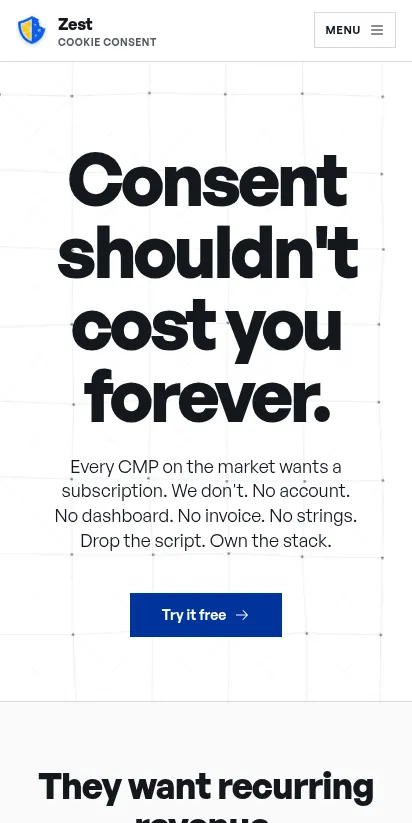 Zest
COOKIE CONSENT
MENU
Consent
shouldn't
cost you
forever.
Every CMP on the market wants a
subscription. We don't. No account.
No dashboard. No invoice. No strings.
Drop the script. Own the stack.
Try it free
They want recurring
revenue